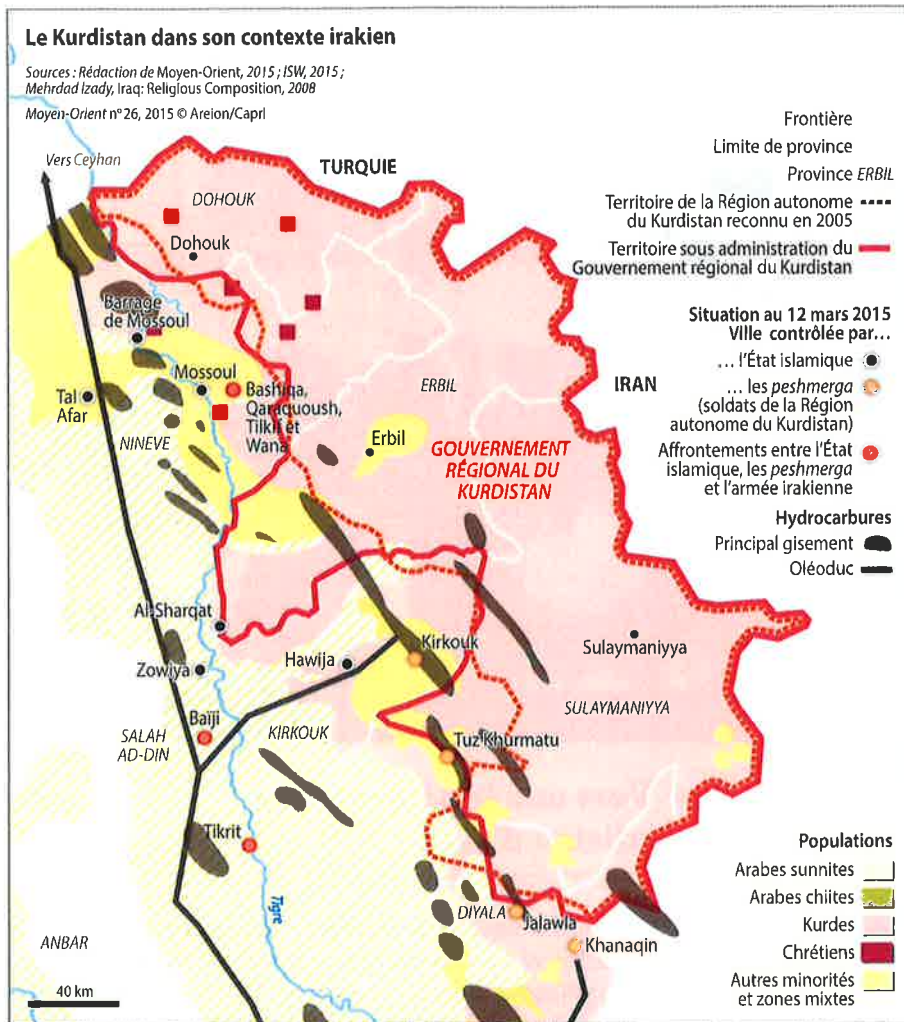 Le Kurdistan dans son contexte irakien
Sources : Rédaction de Moyen-Orient, 2015 ; ISW, 2015 ;
Mehrdad Izady, Iraq: Religious Composition, 2008
Moyen-Orient n°26, 2015 © Areion/Capri
Vers Ceyhan
TURQUIE
DOHOUK
Dohouk
Barrage
de Mossoul
Mossoul
Tal
Afar
Bashiqa,
Qaraquoush,
Tilkif et
Wana
NINEVE
ERBIL
Erbil
IRAN
GOUVERNEMENT
RÉGIONAL DU
KURDISTAN
Al-Sharqat
Zowiya
Hawija
Kirkouk
Sulaymaniyya
SULAYMANIYYA
Baïji
SALAH
AD-DIN
KIRKOUK
Tuz Khurmatu
Tikrit
Tigre
DIYALA
Jalawla
Khanaqin
ANBAR
40 km
Frontière
Limite de province
Province ERBIL
Territoire de la Région autonome
du Kurdistan reconnu en 2005
Territoire sous administration du
Gouvernement régional du Kurdistan
Situation au 12 mars 2015
Ville contrôlée par...
... l'État islamique
... les peshmerga
(soldats de la Région
autonome du Kurdistan)
Affrontements entre l'État
islamique, les peshmerga
et l'armée irakienne
Hydrocarbures
Principal gisement
Oléoduc
Populations
Arabes sunnites
Arabes chiites
Kurdes
Chrétiens
Autres minorités
et zones mixtes